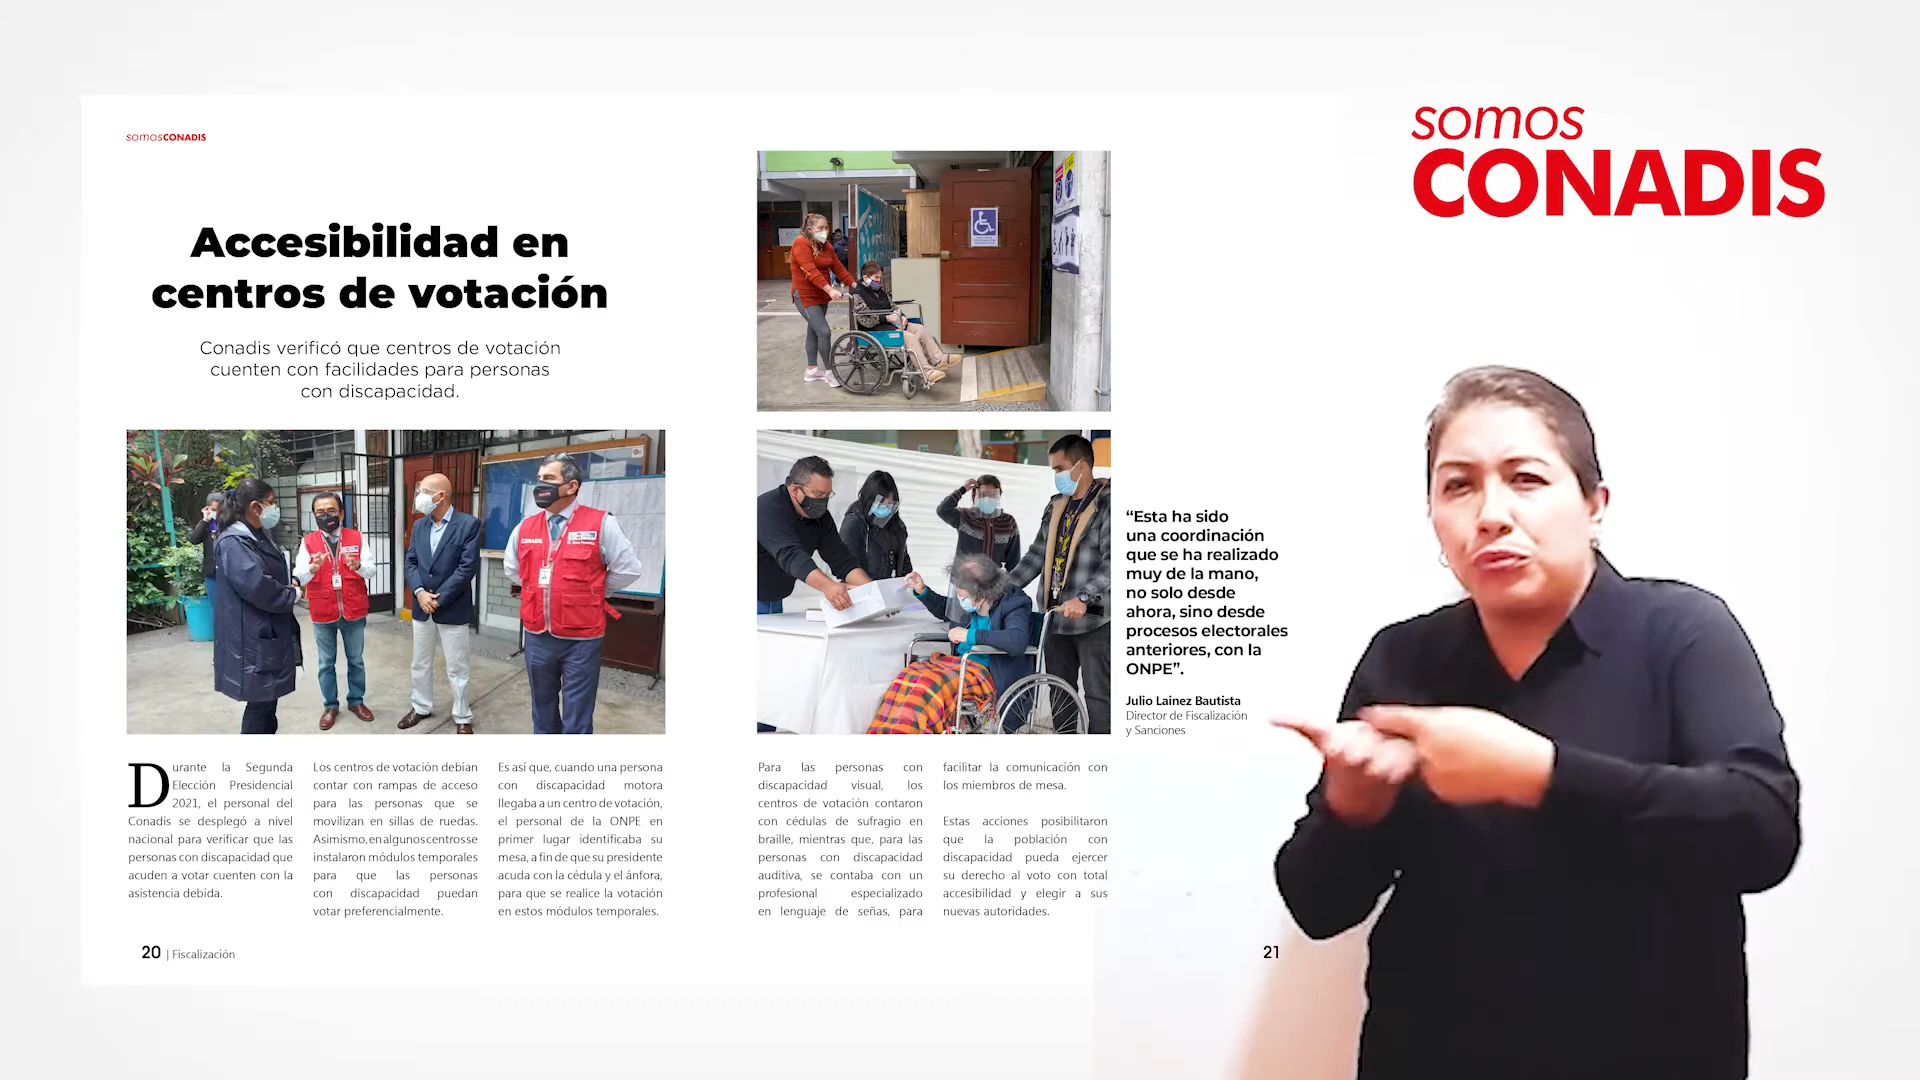 somosCONADIS
Accesibilidad en
centros de votación
Conadis verificó que centros de votación
cuenten con facilidades para personas
con discapacidad.
Durante la Segunda
Elección Presidencial
2021, el personal del
Conadis se desplegó a nivel
nacional para verificar que las
personas con discapacidad que
acuden a votar cuenten con la
asistencia debida.
Los centros de votación debían
contar con rampas de acceso
para las personas que se
movilizan en sillas de ruedas.
Asimismo, en algunos centros se
instalaron módulos temporales
para que las personas
con discapacidad puedan
votar preferencialmente.
Es así que, cuando una persona
con discapacidad motora
llegaba a un centro de votación,
el personal de la ONPE en
primer lugar identificaba su
mesa, a fin de que su presidente
acuda con la cédula y el ánfora,
para que se realice la votación
en estos módulos temporales.
20 | Fiscalización
Para las personas con
discapacidad visual, los
centros de votación contaron
con cédulas de sufragio en
braille, mientras que, para las
personas con discapacidad
auditiva, se contaba con un
profesional especializado
en lenguaje de señas, para
facilitar la comunicación con
los miembros de mesa.
Estas acciones posibilitaron
que la población con
discapacidad pueda ejercer
su derecho al voto con total
accesibilidad y elegir a sus
nuevas autoridades.
“Esta ha sido
una coordinación
que se ha realizado
muy de la mano,
no solo desde
ahora, sino desde
procesos electorales
anteriores, con la
ONPE”.
Julio Lainez Bautista
Director de Fiscalización
y Sanciones
21
somos
CONADIS
CONADIS